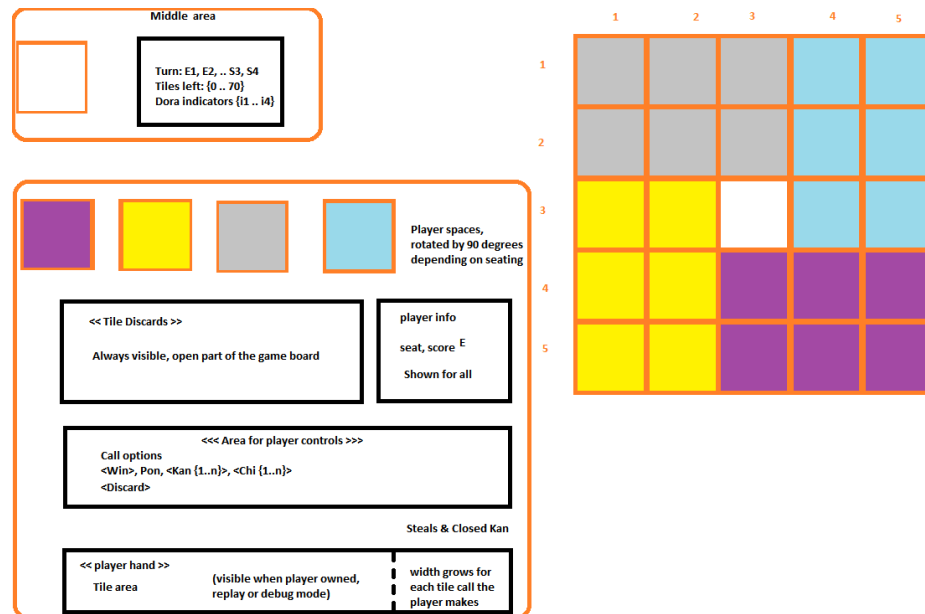 Middle area
Turn: E1, E2, .. S3, S4
Tiles left: {0 .. 70}
Dora indicators {i1 .. i4}
1 2 3 4 5
1
2
3
4
5
Player spaces,
rotated by 90 degrees
depending on seating
<< Tile Discards >>
Always visible, open part of the game board
player info
seat, score E
Shown for all
<<< Area for player controls >>>
Call options
<Win>, Pon, <Kan {1..n}>, <Chi {1..n}>
<Discard>
Steals & Closed Kan
<< player hand >>
Tile area
(visible when player owned,
replay or debug mode)
width grows for
each tile call the
player makes